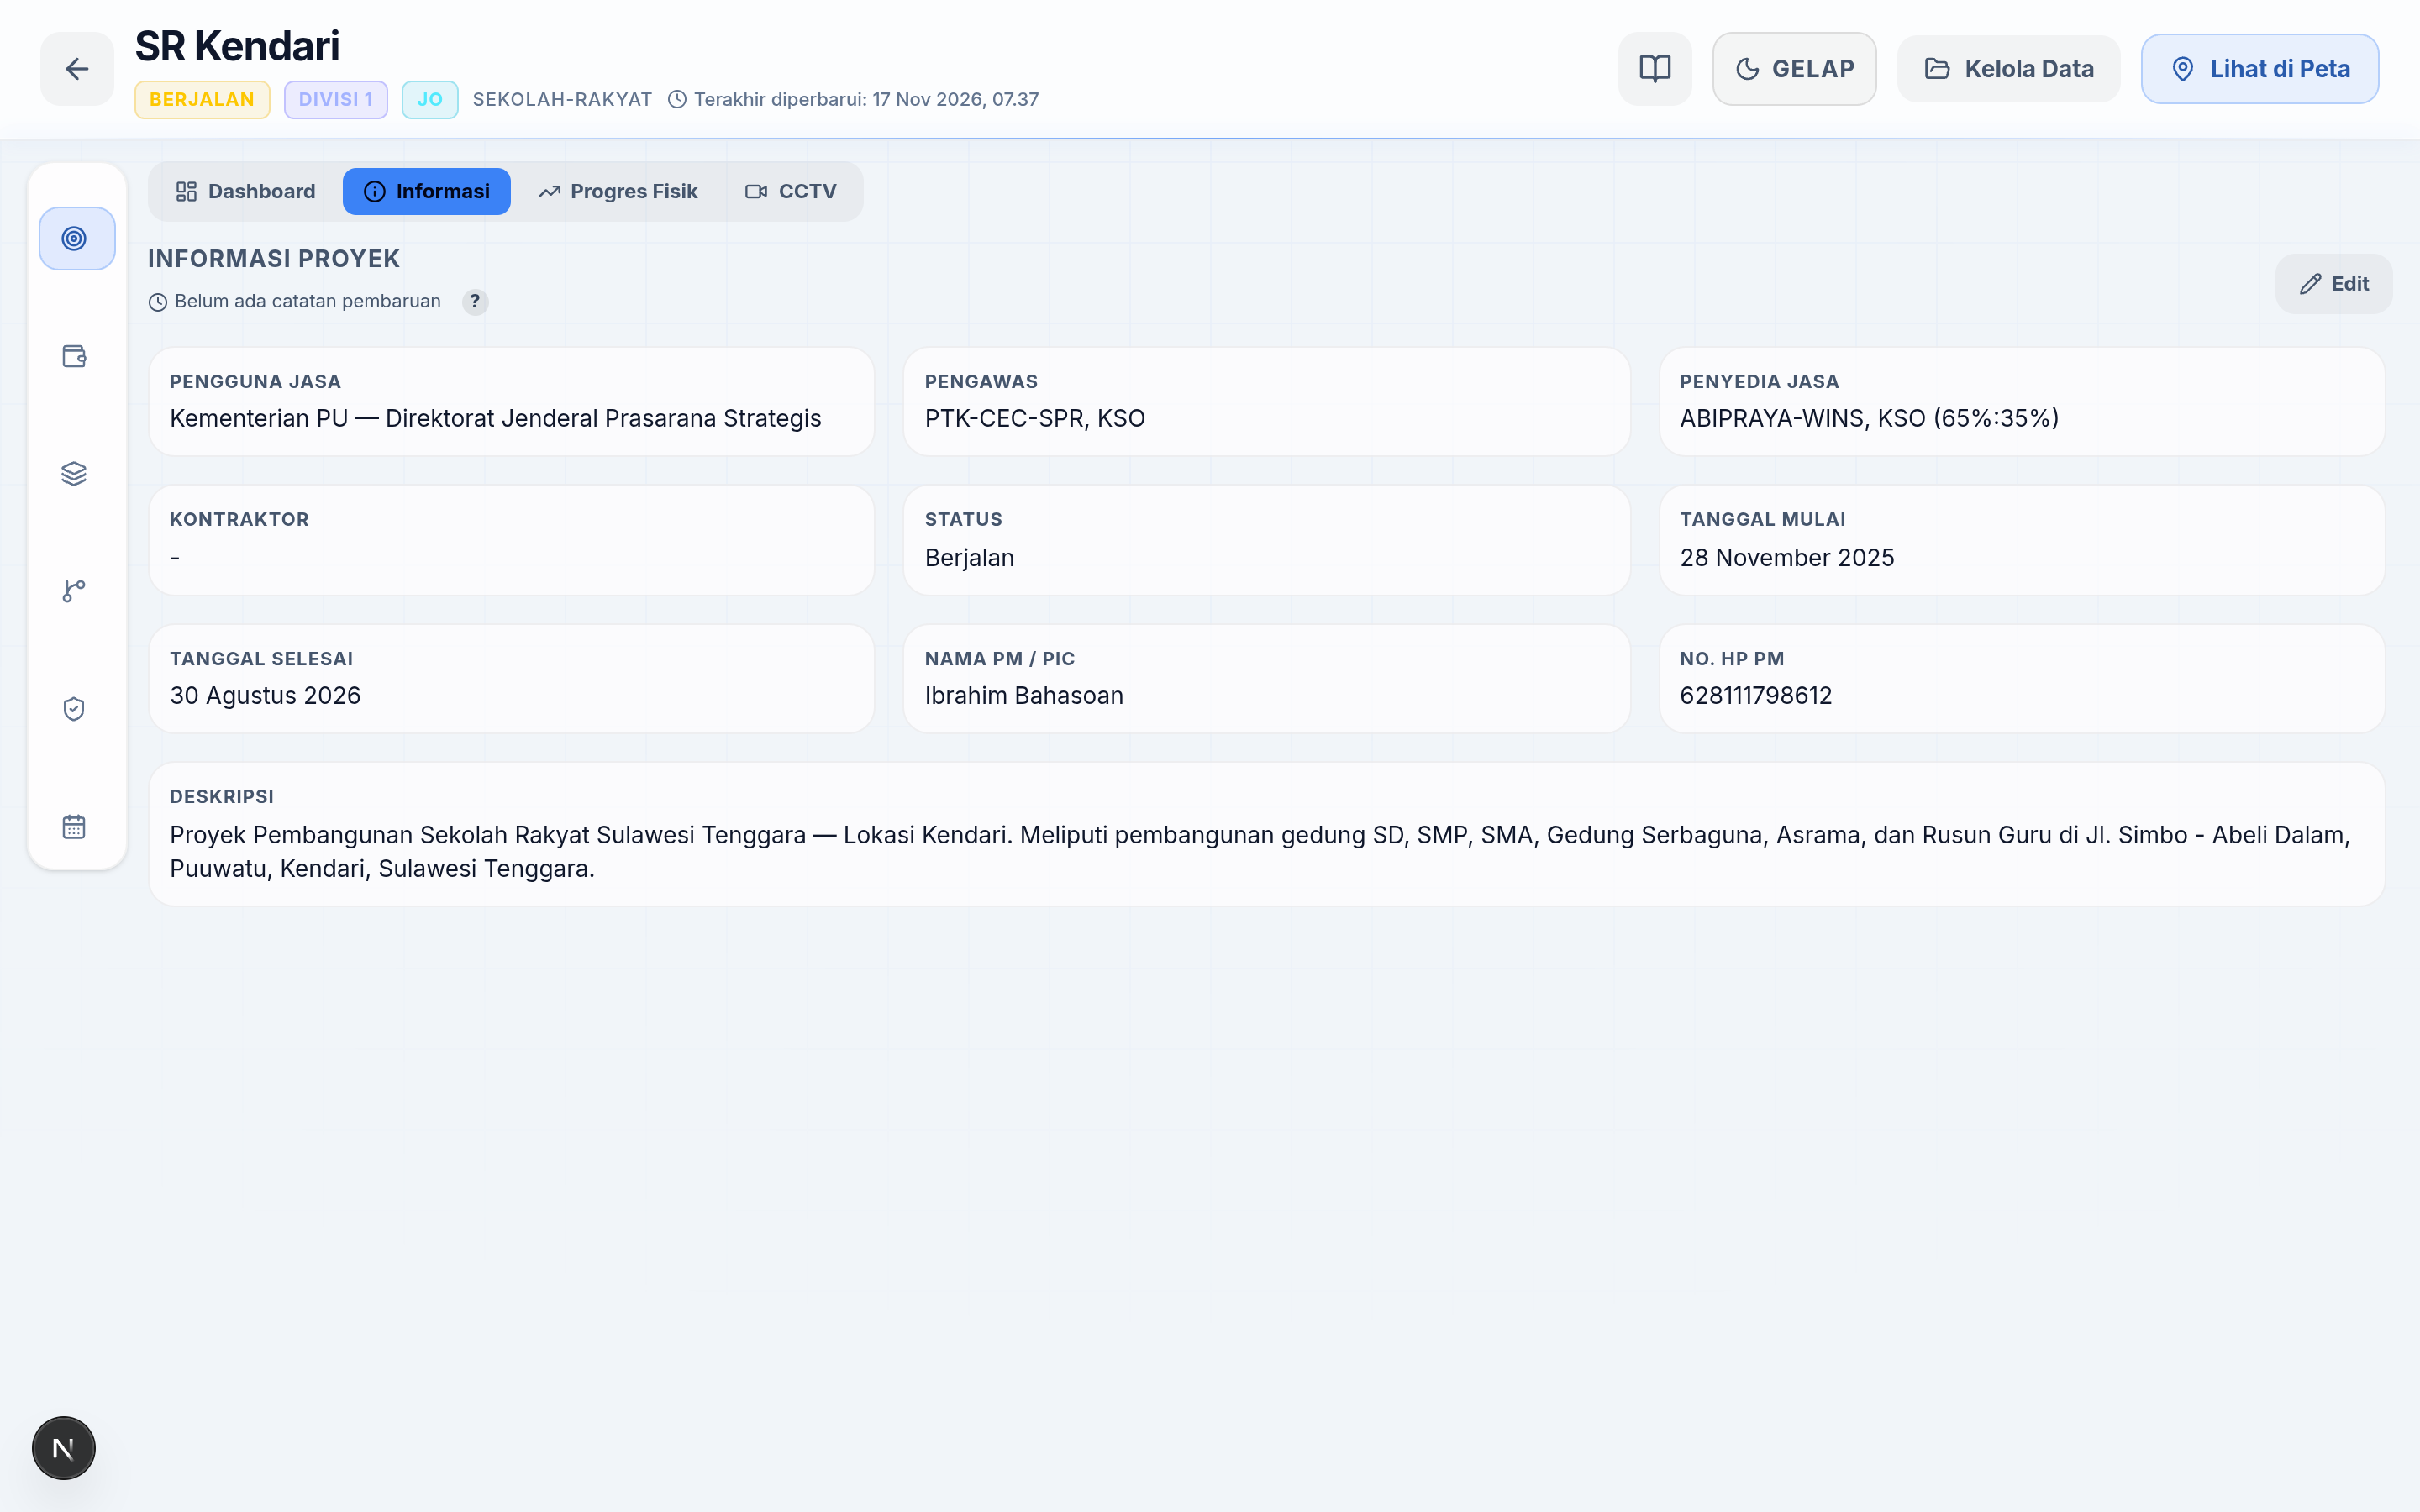 SR Kendari
BERJALAN DIVISI 1 JO SEKOLAH-RAKYAT Terakhir diperbarui: 17 Nov 2026, 07.37
GELAP
Kelola Data
Lihat di Peta
Dashboard Informasi Progres Fisik CCTV
INFORMASI PROYEK
Belum ada catatan pembaruan ?
Edit
PENGGUNA JASA
Kementerian PU — Direktorat Jenderal Prasarana Strategis
PENGAWAS
PTK-CEC-SPR, KSO
PENYEDIA JASA
ABIPRAYA-WINS, KSO (65%:35%)
KONTRAKTOR
-
STATUS
Berjalan
TANGGAL MULAI
28 November 2025
TANGGAL SELESAI
30 Agustus 2026
NAMA PM / PIC
Ibrahim Bahasoan
NO. HP PM
628111798612
DESKRIPSI
Proyek Pembangunan Sekolah Rakyat Sulawesi Tenggara — Lokasi Kendari. Meliputi pembangunan gedung SD, SMP, SMA, Gedung Serbaguna, Asrama, dan Rusun Guru di Jl. Simbo - Abeli Dalam,
Puuwatu, Kendari, Sulawesi Tenggara.
N